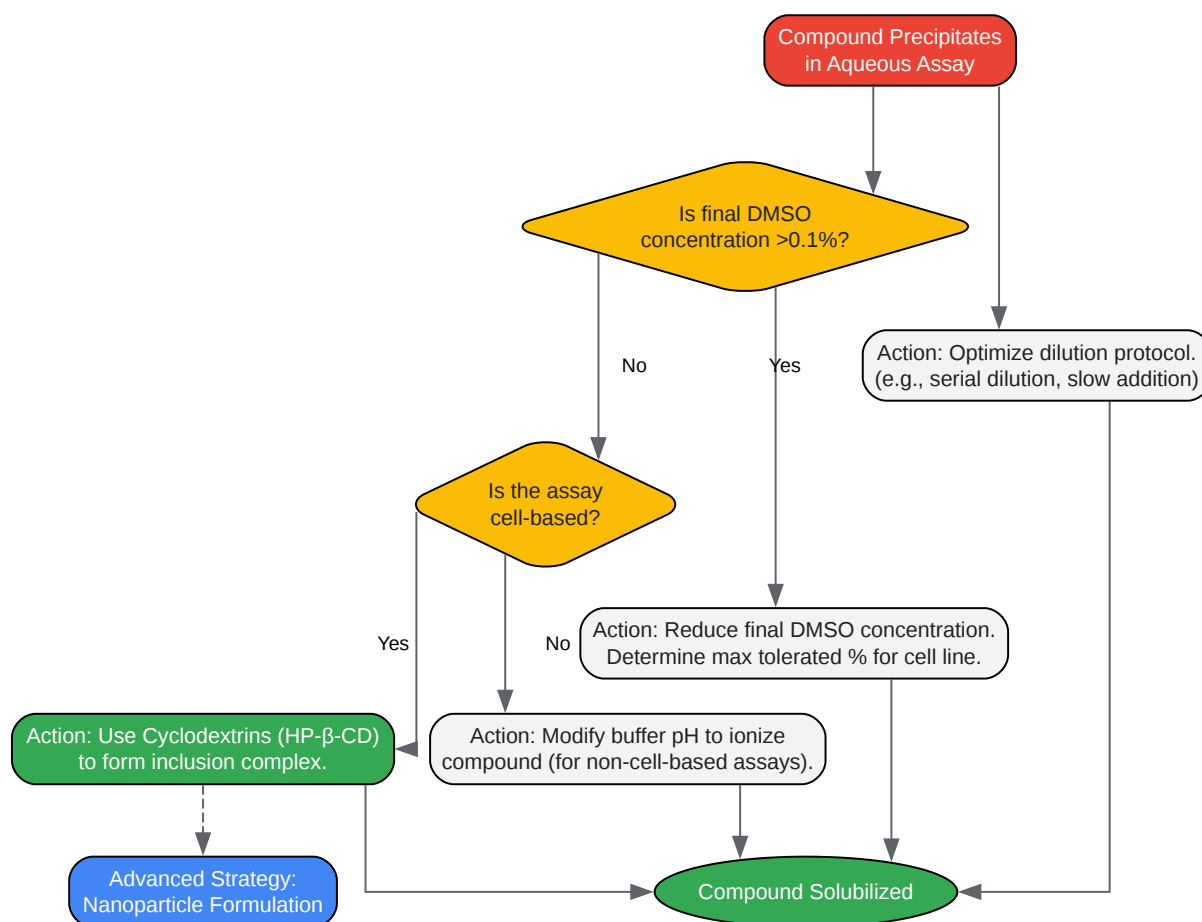 Compound Precipitates
in Aqueous Assay
Is final DMSO
concentration >0.1%?
Action: Optimize dilution protocol.
(e.g., serial dilution, slow addition)
No
Yes
Is the assay
cell-based?
Action: Reduce final DMSO concentration.
Determine max tolerated % for cell line.
Yes
No
Action: Use Cyclodextrins (HP-β-CD)
to form inclusion complex.
Action: Modify buffer pH to ionize
compound (for non-cell-based assays).
Advanced Strategy:
Nanoparticle Formulation
Compound Solubilized